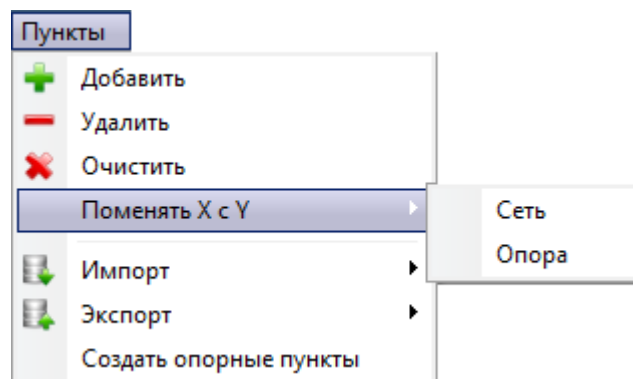 Пункты
Добавить
Удалить
Очистить
Поменять X с Y
Сеть
Опора
Импорт
Экспорт
Создать опорные пункты